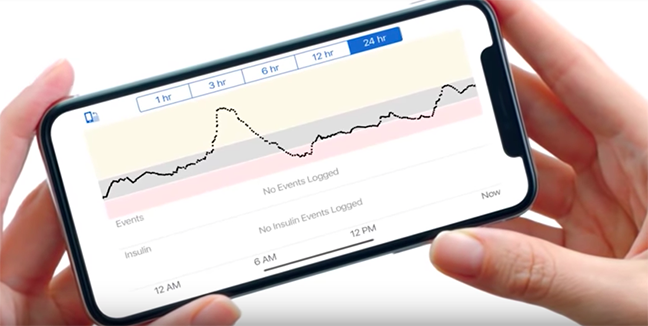 1 hr 3 hr 6 hr 12 hr 24 hr
No Events Logged
Events
No Insulin Events Logged
Insulin
12 AM 6 AM 12 PM Now